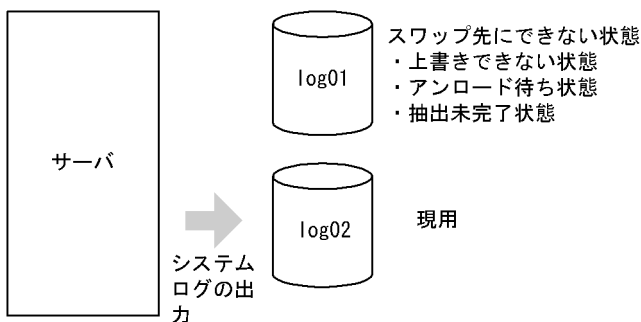 サーバ
システム
ログの出
力
log01
スワップ先にできない状態
・上書きできない状態
・アンロード待ち状態
・抽出未完了状態
log02
現用